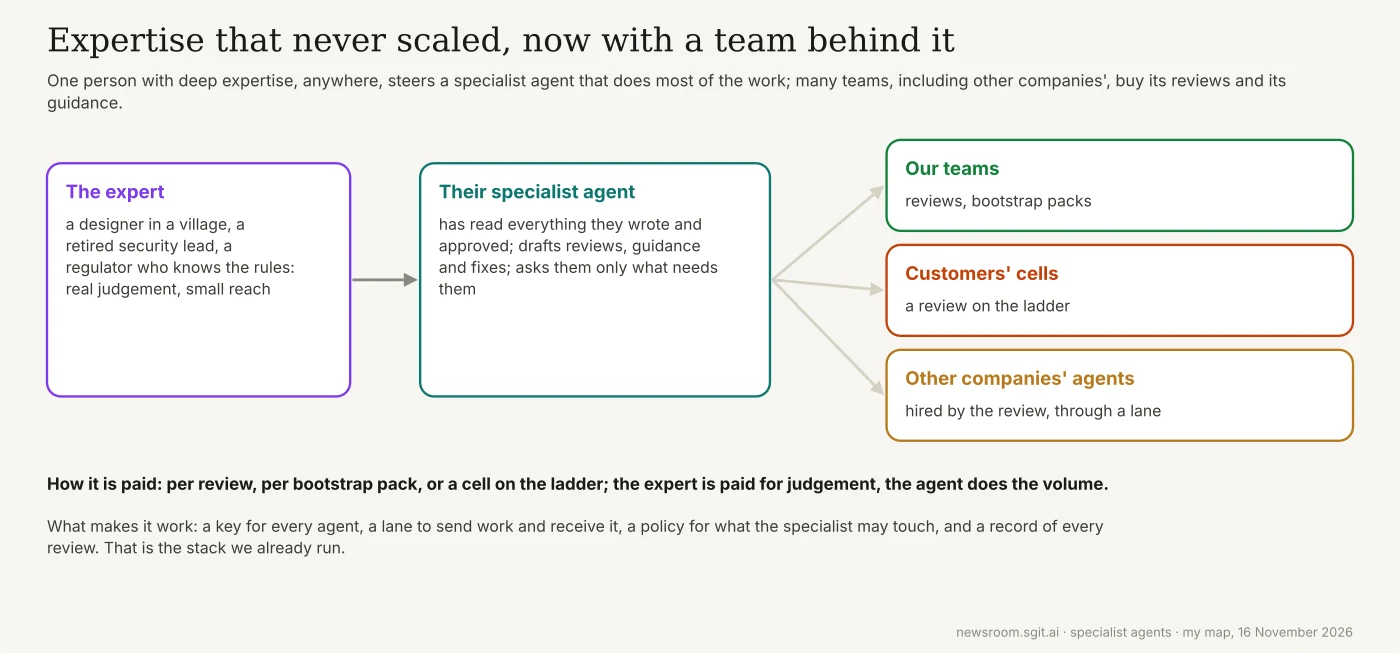 Expertise that never scaled, now with a team behind it
One person with deep expertise, anywhere, steers a specialist agent that does most of the work; many teams, including other companies', buy its reviews and its
guidance.
The expert
a designer in a village, a
retired security lead, a
regulator who knows the rules:
real judgement, small reach
Their specialist agent
has read everything they wrote and
approved; drafts reviews, guidance
and fixes; asks them only what needs
them
Our teams
reviews, bootstrap packs
Customers' cells
a review on the ladder
Other companies' agents
hired by the review, through a lane
How it is paid: per review, per bootstrap pack, or a cell on the ladder; the expert is paid for judgement, the agent does the volume.
What makes it work: a key for every agent, a lane to send work and receive it, a policy for what the specialist may touch, and a record of every
review. That is the stack we already run.
newsroom.sgit.ai · specialist agents · my map, 16 November 2026